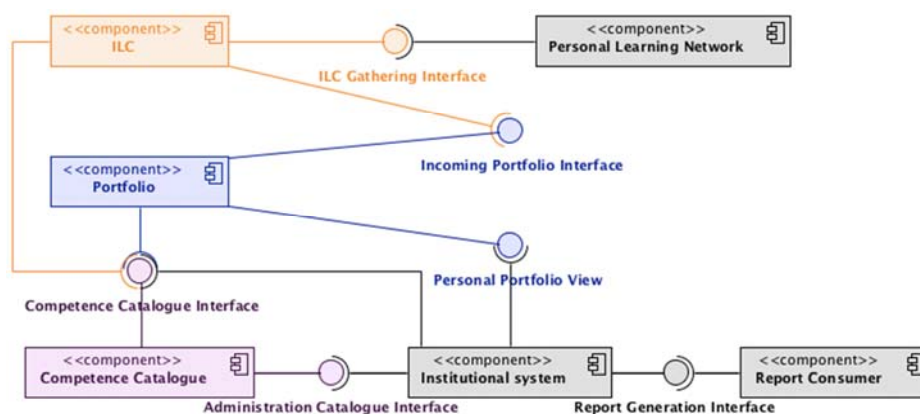 <<component>>
ILC
<<component>>
Personal Learning Network
ILC Gathering Interface
<<component>>
Portfolio
Incoming Portfolio Interface
Personal Portfolio View
Competence Catalogue Interface
<<component>>
Competence Catalogue
<<component>>
Institutional system
<<component>>
Report Consumer
Administration Catalogue Interface
Report Generation Interface